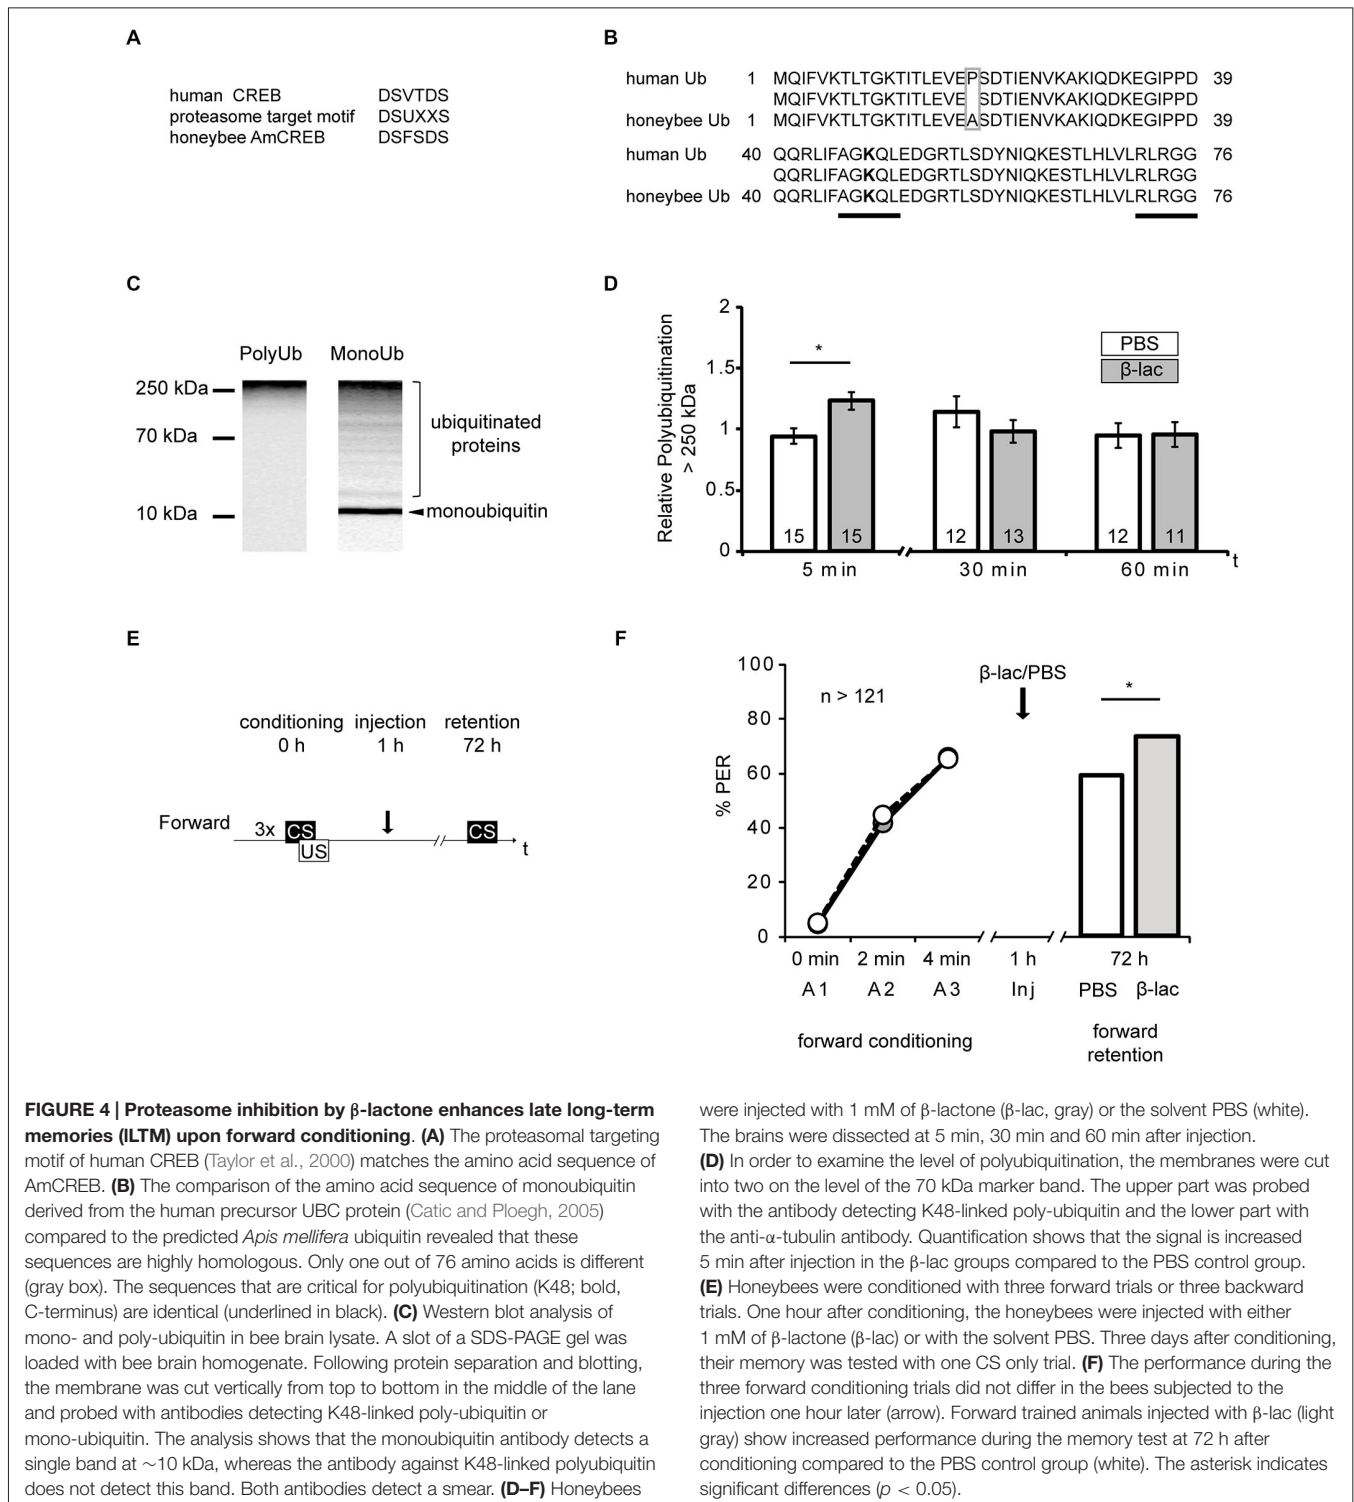 A
human CREB DSVTDS
proteasome target motif DSUXXS
honeybee AmCREB DSFSDS
B
human Ub 1 MQIFVKTLTGKTITLEVEPSDTIENVKAKIQDKEGIPPD 39
MQIFVKTLTGKTITLEVE SDTIENVKAKIQDKEGIPPD
honeybee Ub 1 MQIFVKTLTGKTITLEVEASDTIENVKAKIQDKEGIPPD 39
human Ub 40 QQRLIFAGKQLEDGRTLSDYNIQKESTLHLVLRLRGG 76
QQRLIFAGKQLEDGRTLSDYNIQKESTLHLVLRLRGG
honeybee Ub 40 QQRLIFAGKQLEDGRTLSDYNIQKESTLHLVLRLRGG 76
C
PolyUb MonoUb
250 kDa
70 kDa
10 kDa
ubiquitinated
proteins
monoubiquitin
D
Relative Polyubiquitination
> 250 kDa
2
1.5
1
0.5
0
*
PBS
β-lac
15 15 12 13 12 11
5 min 30 min 60 min t
E
conditioning injection retention
0 h 1 h 72 h
Forward 3x CS US CS t
F
% PER
100
80
60
40
20
0
n > 121
β-lac/PBS
*
0 min 2 min 4 min 1 h 72 h
A1 A2 A3 Inj PBS β-lac
forward conditioning
forward
retention
FIGURE 4 | Proteasome inhibition by β-lactone enhances late long-term
memories (lLTM) upon forward conditioning. (A) The proteasomal targeting
motif of human CREB (Taylor et al., 2000) matches the amino acid sequence of
AmCREB. (B) The comparison of the amino acid sequence of monoubiquitin
derived from the human precursor UBC protein (Catic and Ploegh, 2005)
compared to the predicted Apis mellifera ubiquitin revealed that these
sequences are highly homologous. Only one out of 76 amino acids is different
(gray box). The sequences that are critical for polyubiquitination (K48; bold,
C-terminus) are identical (underlined in black). (C) Western blot analysis of
mono- and poly-ubiquitin in bee brain lysate. A slot of a SDS-PAGE gel was
loaded with bee brain homogenate. Following protein separation and blotting,
the membrane was cut vertically from top to bottom in the middle of the lane
and probed with antibodies detecting K48-linked poly-ubiquitin or
mono-ubiquitin. The analysis shows that the monoubiquitin antibody detects a
single band at ∼10 kDa, whereas the antibody against K48-linked polyubiquitin
does not detect this band. Both antibodies detect a smear. (D–F) Honeybees
were injected with 1 mM of β-lactone (β-lac, gray) or the solvent PBS (white).
The brains were dissected at 5 min, 30 min and 60 min after injection.
(D) In order to examine the level of polyubiquitination, the membranes were cut
into two on the level of the 70 kDa marker band. The upper part was probed
with the antibody detecting K48-linked poly-ubiquitin and the lower part with
the anti-α-tubulin antibody. Quantification shows that the signal is increased
5 min after injection in the β-lac groups compared to the PBS control group.
(E) Honeybees were conditioned with three forward trials or three backward
trials. One hour after conditioning, the honeybees were injected with either
1 mM of β-lactone (β-lac) or with the solvent PBS. Three days after conditioning,
their memory was tested with one CS only trial. (F) The performance during the
three forward conditioning trials did not differ in the bees subjected to the
injection one hour later (arrow). Forward trained animals injected with β-lac (light
gray) show increased performance during the memory test at 72 h after
conditioning compared to the PBS control group (white). The asterisk indicates
significant differences (p < 0.05).